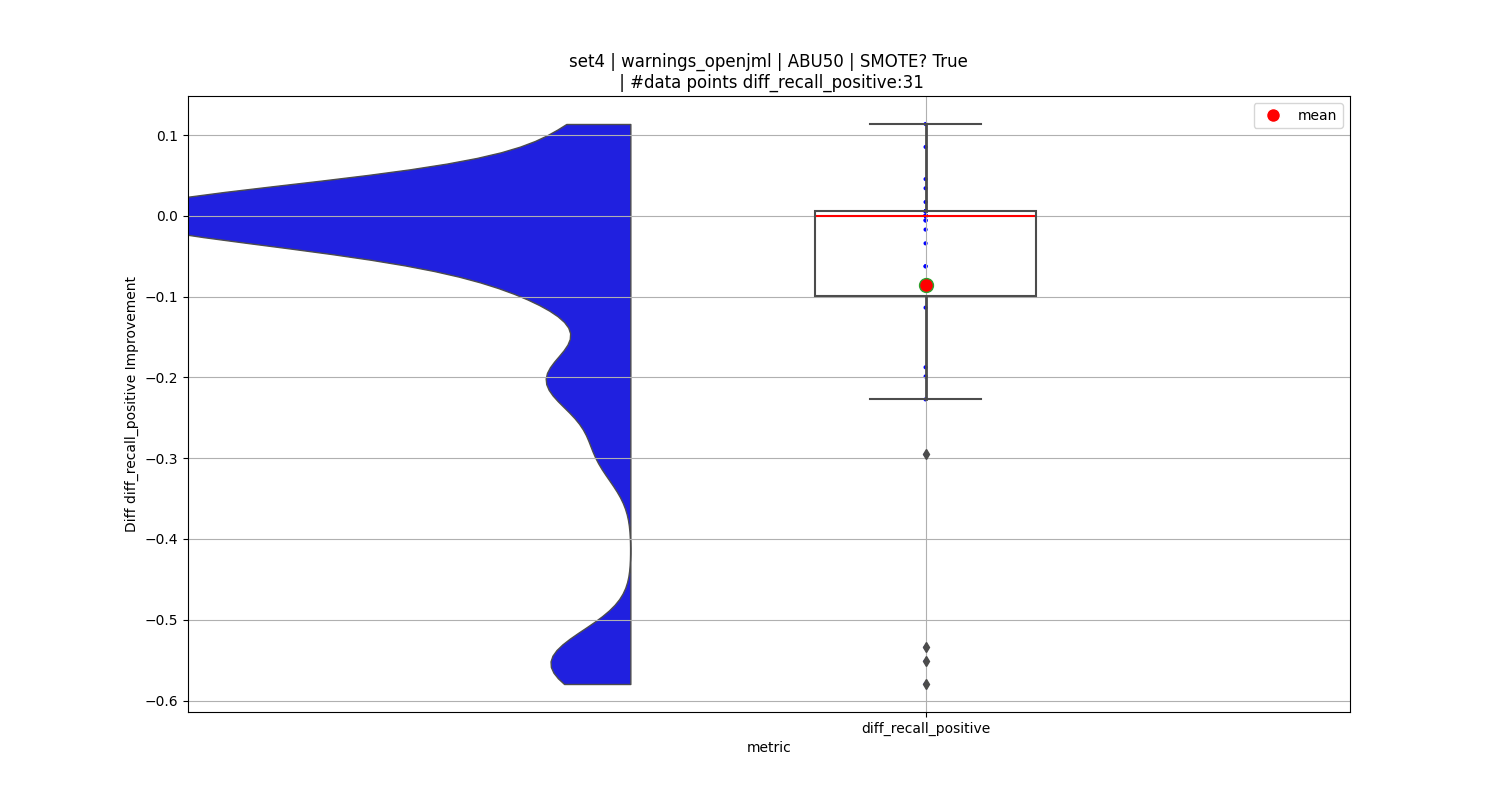 set4 | warnings_openjml | ABU50 | SMOTE? True
| #data points diff_recall_positive:31
mean
0.1
0.0
−0.1
−0.2
−0.3
−0.4
−0.5
−0.6
Diff diff_recall_positive Improvement
diff_recall_positive
metric